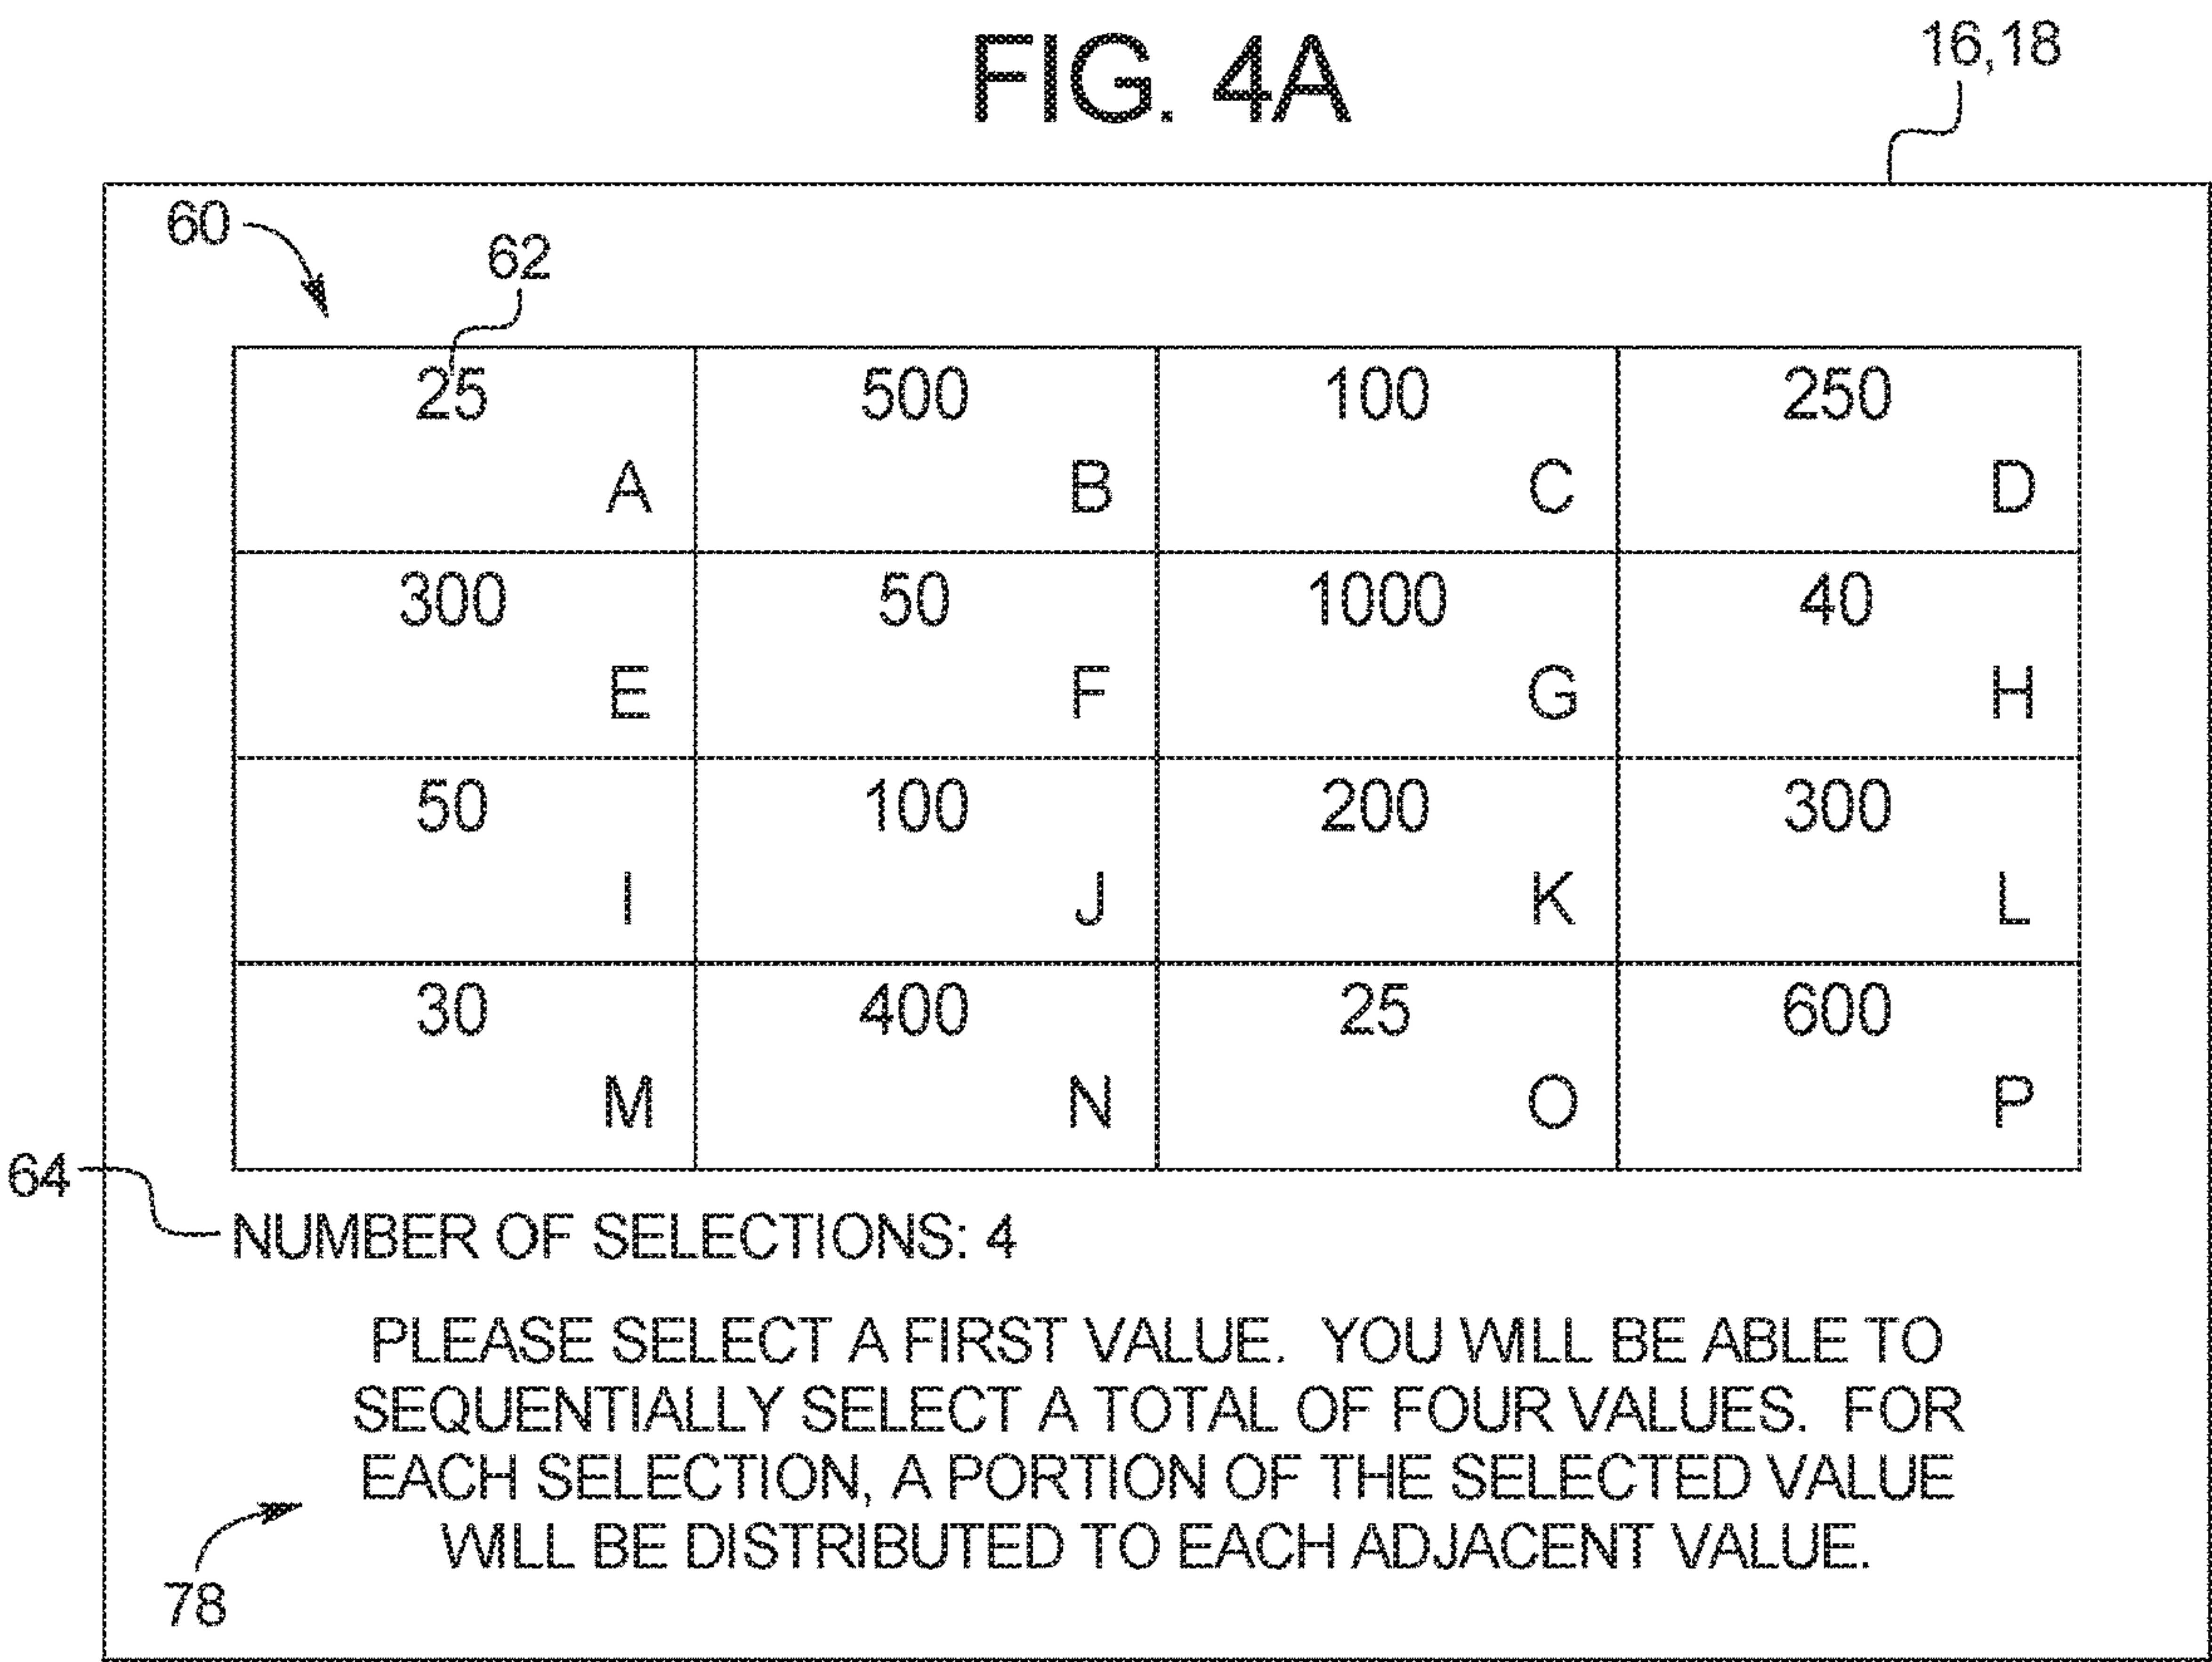 FIG. 4A
16,18
60
62
25 500 100 250
A B C D
300 50 1000 40
E F G H
50 100 200 300
I J K L
30 400 25 600
M N O P
64
NUMBER OF SELECTIONS: 4
PLEASE SELECT A FIRST VALUE. YOU WILL BE ABLE TO
SEQUENTIALLY SELECT A TOTAL OF FOUR VALUES. FOR
EACH SELECTION, A PORTION OF THE SELECTED VALUE
WILL BE DISTRIBUTED TO EACH ADJACENT VALUE.
78